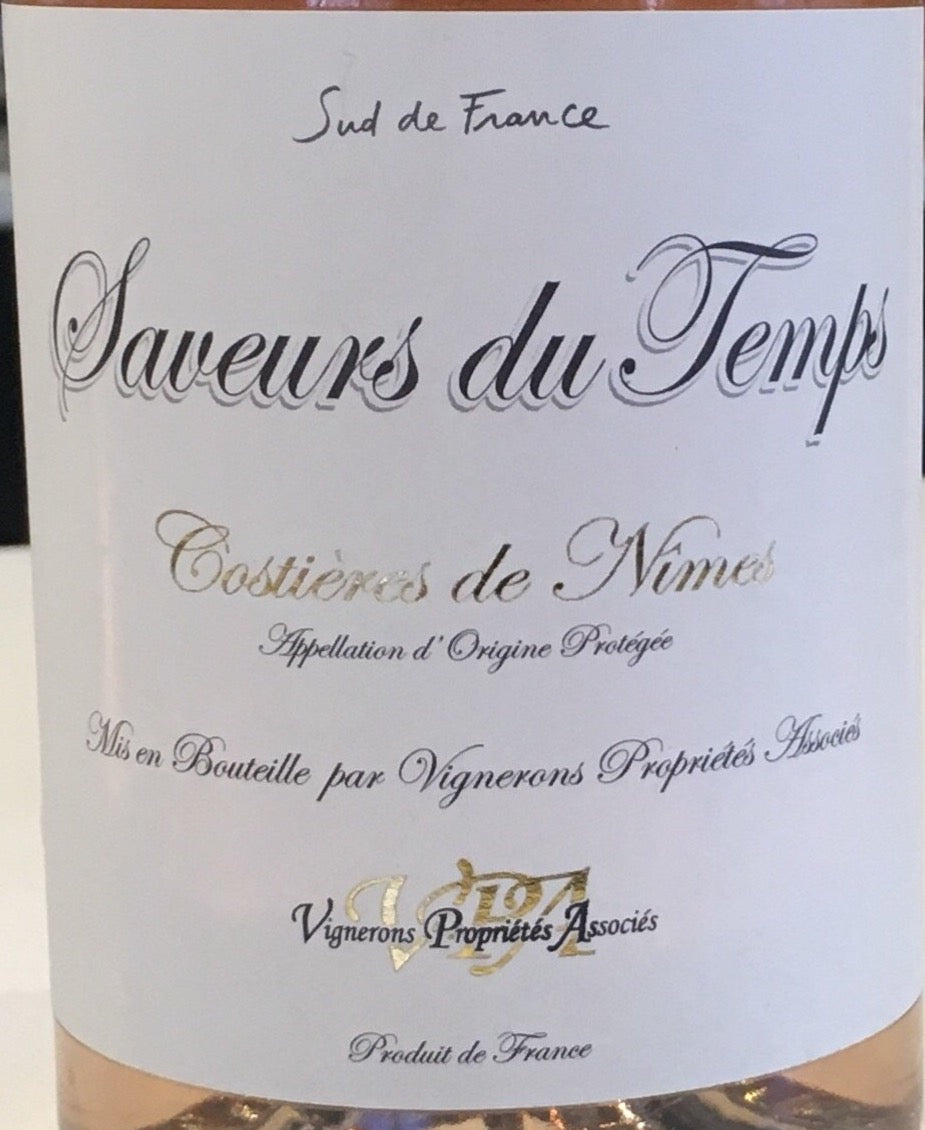 Sud de France
Saveurs du Temps
Costières de Nîmes
Appellation d'Origine Protégée
Mis en Bouteille par Vignerons Propriétés Associés
VPA
Vignerons Propriétés Associés
Produit de France